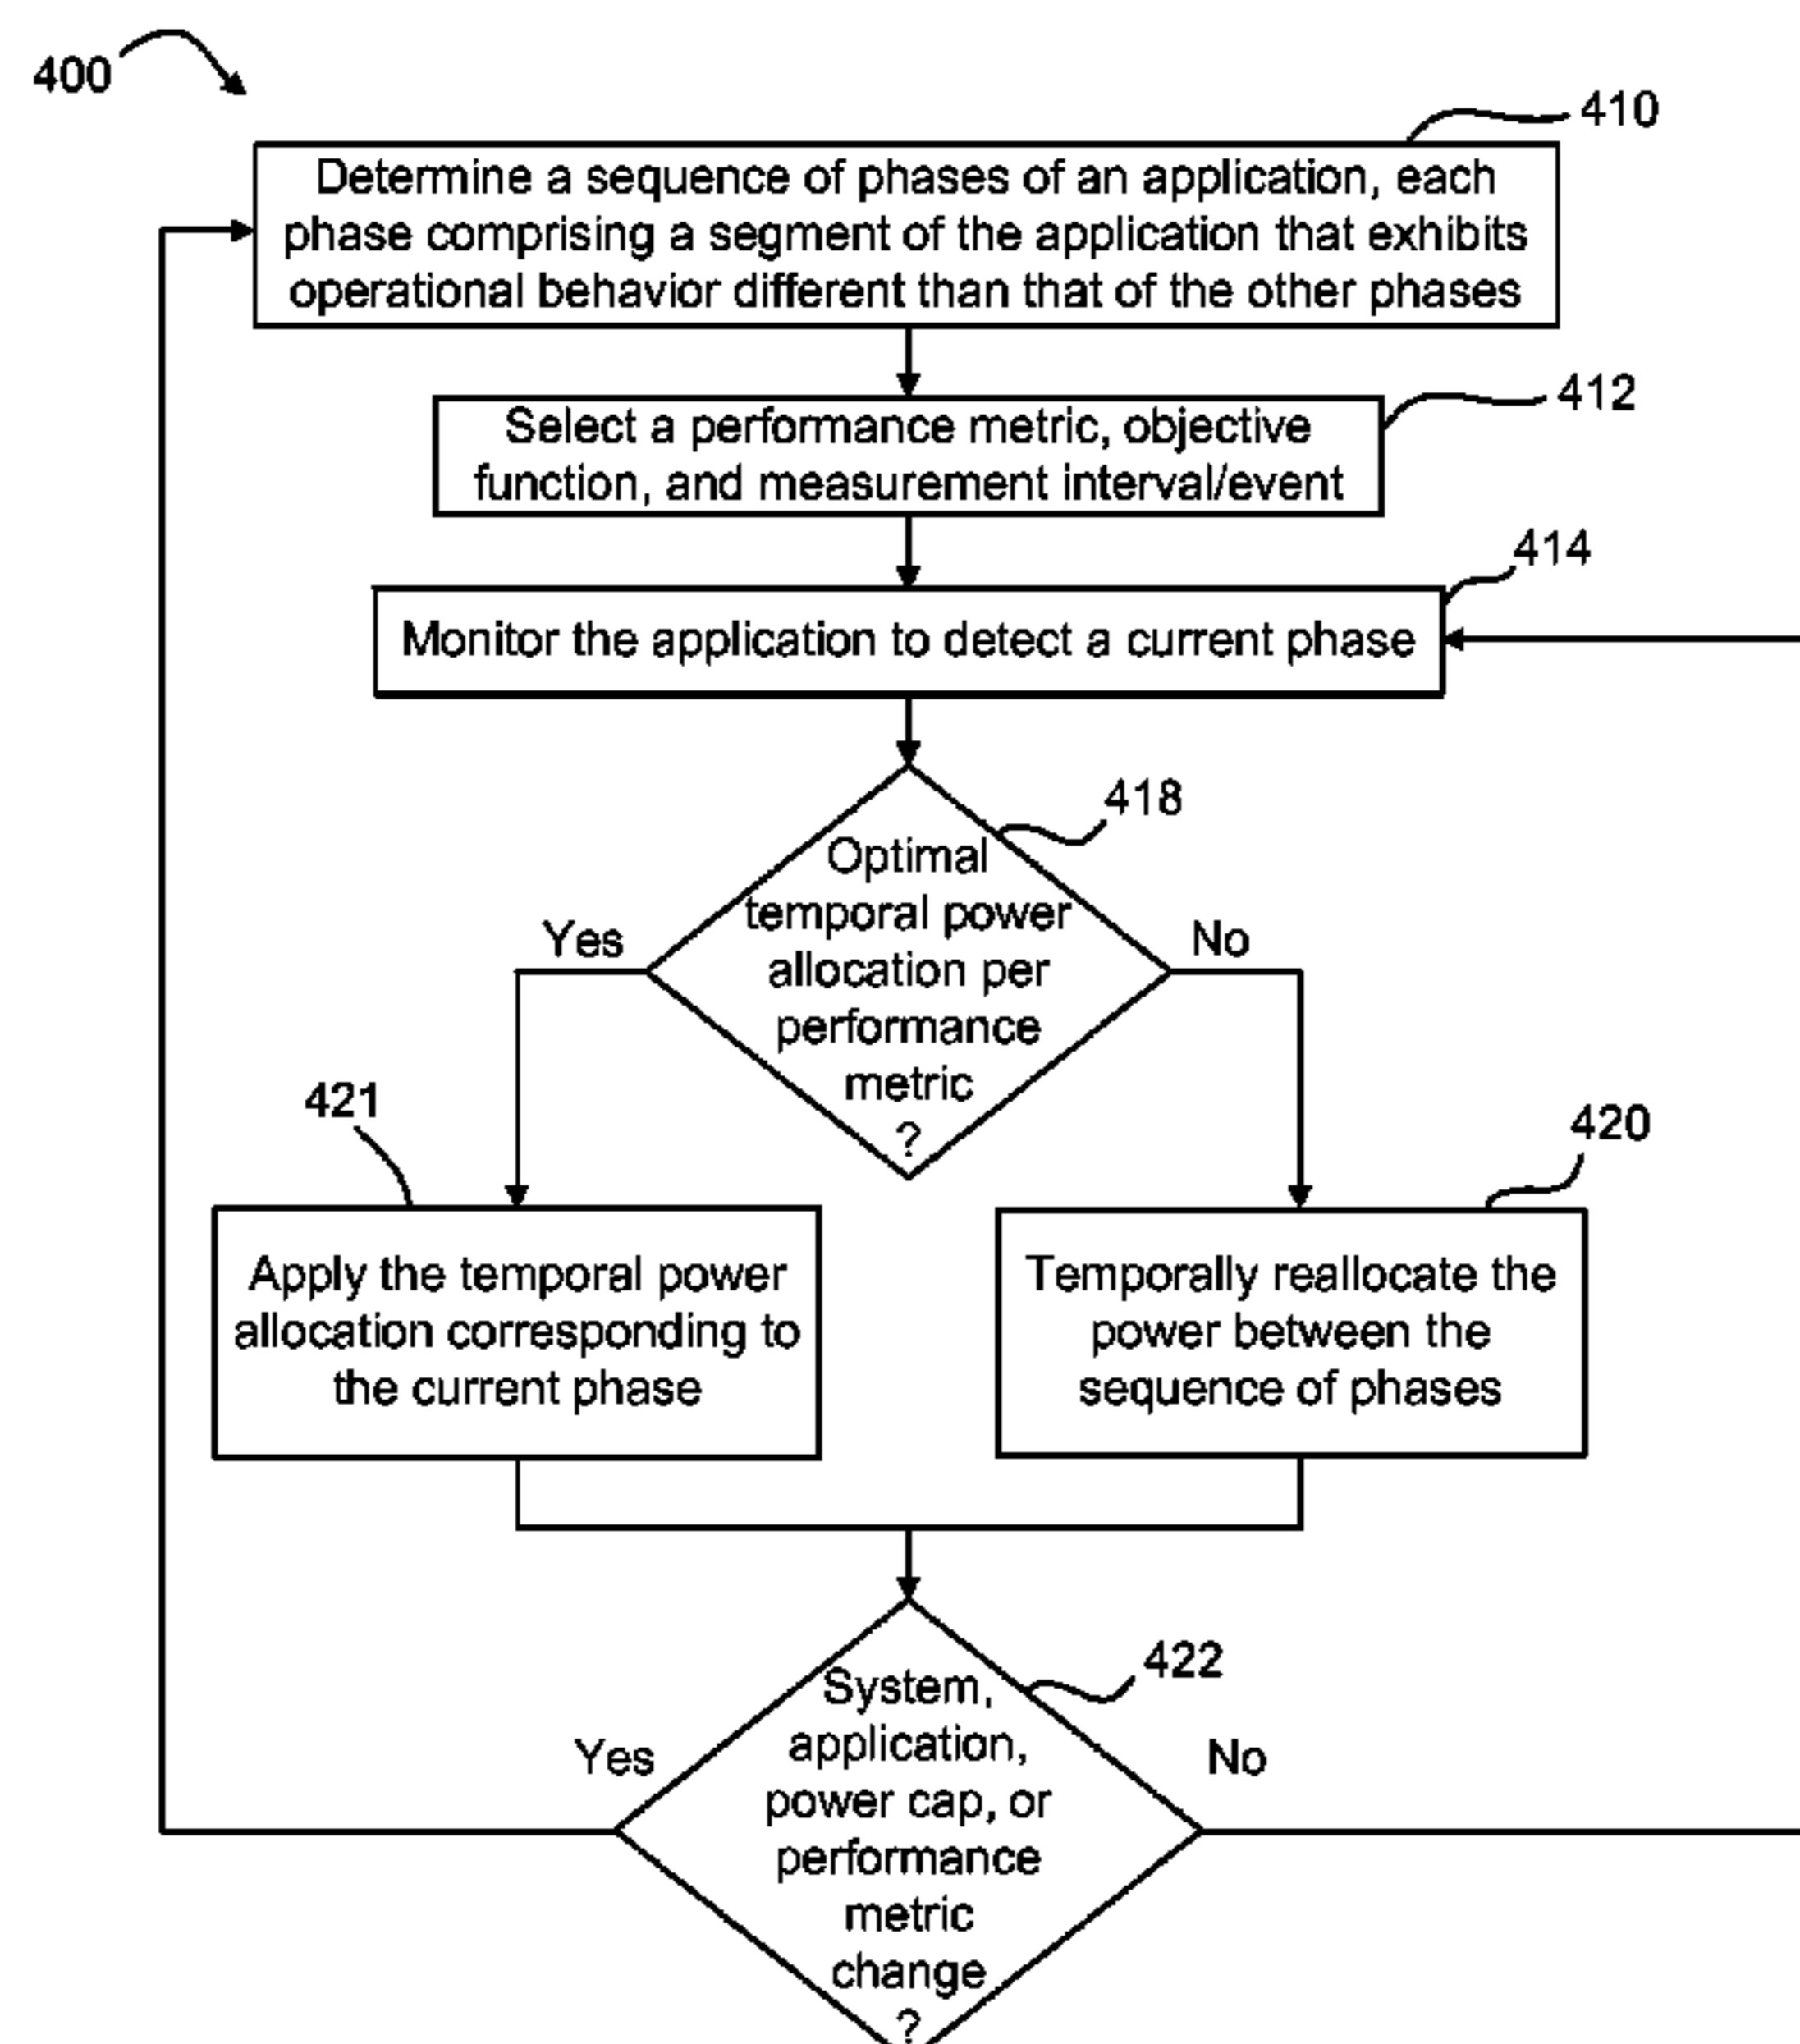 400
410
Determine a sequence of phases of an application, each
phase comprising a segment of the application that exhibits
operational behavior different than that of the other phases
412
Select a performance metric, objective
function, and measurement interval/event
414
Monitor the application to detect a current phase
418
Optimal
temporal power
allocation per
performance
metric
?
Yes
No
421
420
Apply the temporal power
allocation corresponding to
the current phase
Temporally reallocate the
power between the
sequence of phases
422
System,
application,
power cap, or
performance
metric
change
?
Yes
No